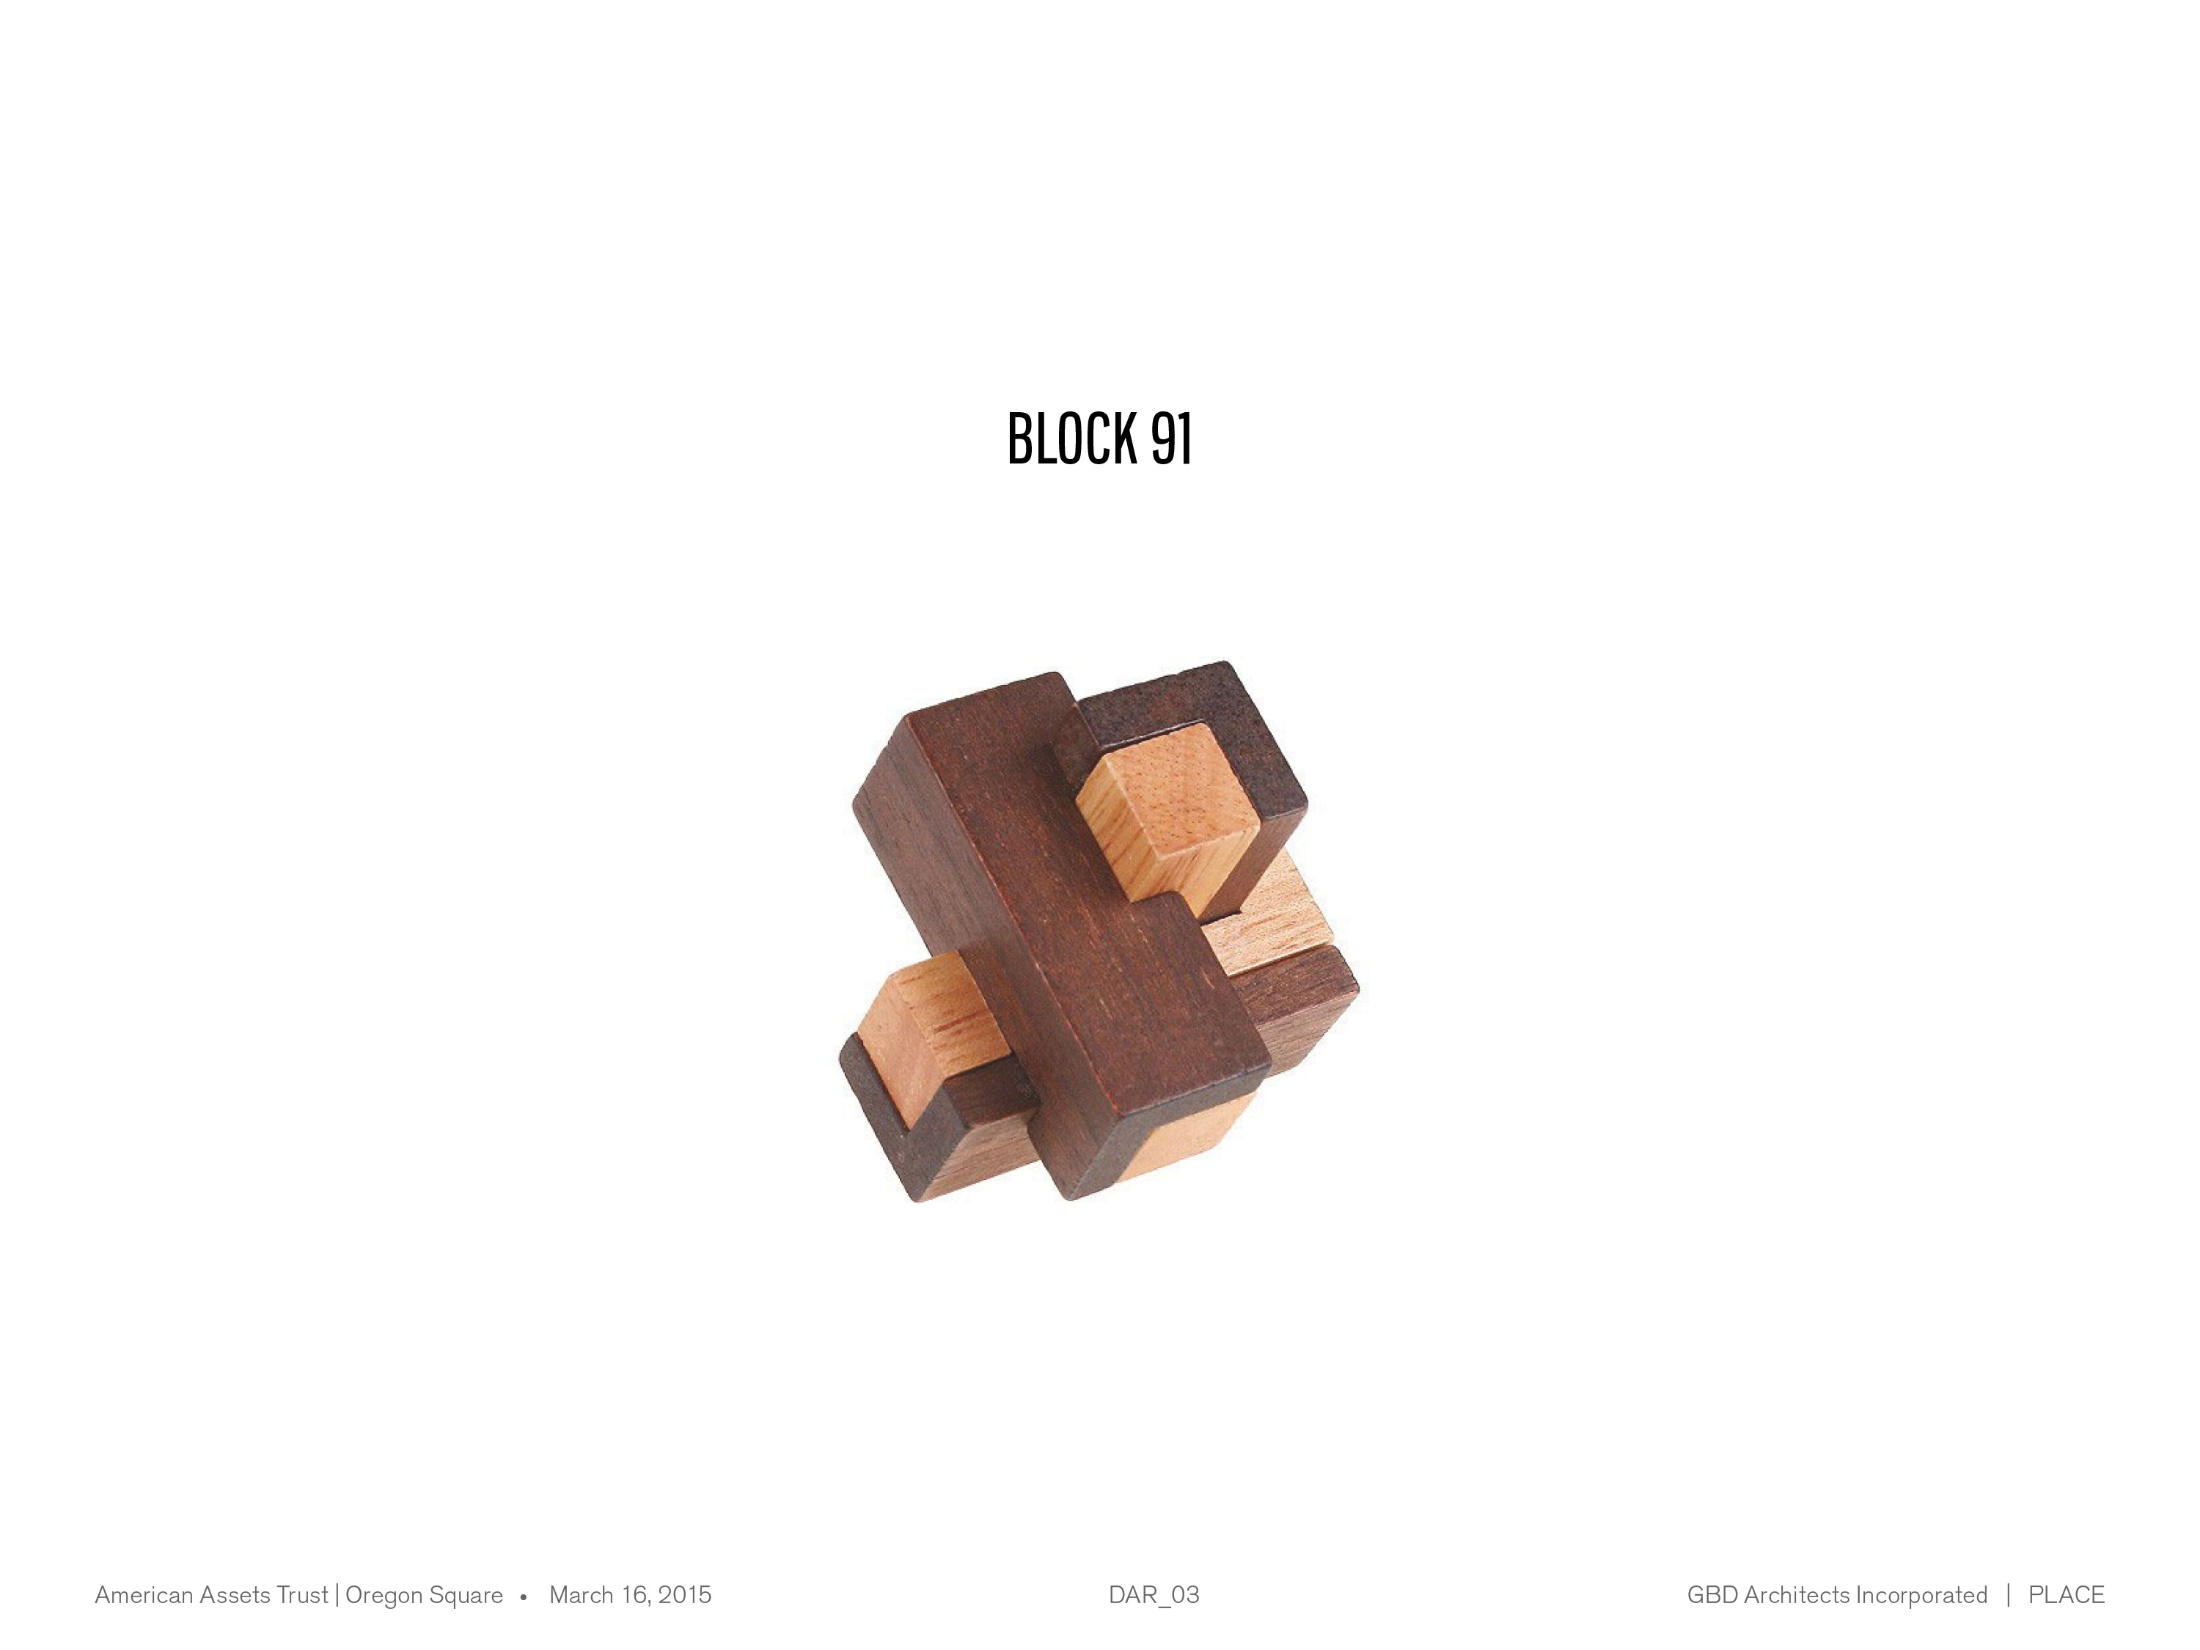 BLOCK 91
American Assets Trust | Oregon Square • March 16, 2015
DAR_03
GBD Architects Incorporated | PLACE